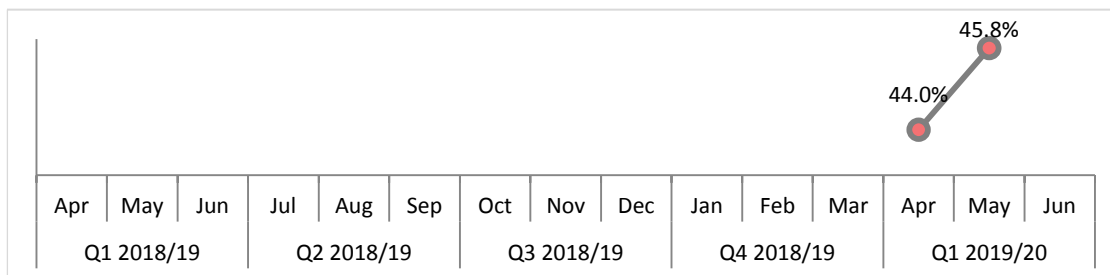 45.8%
44.0%
Apr May Jun Jul Aug Sep Oct Nov Dec Jan Feb Mar Apr May Jun
Q1 2018/19 Q2 2018/19 Q3 2018/19 Q4 2018/19 Q1 2019/20